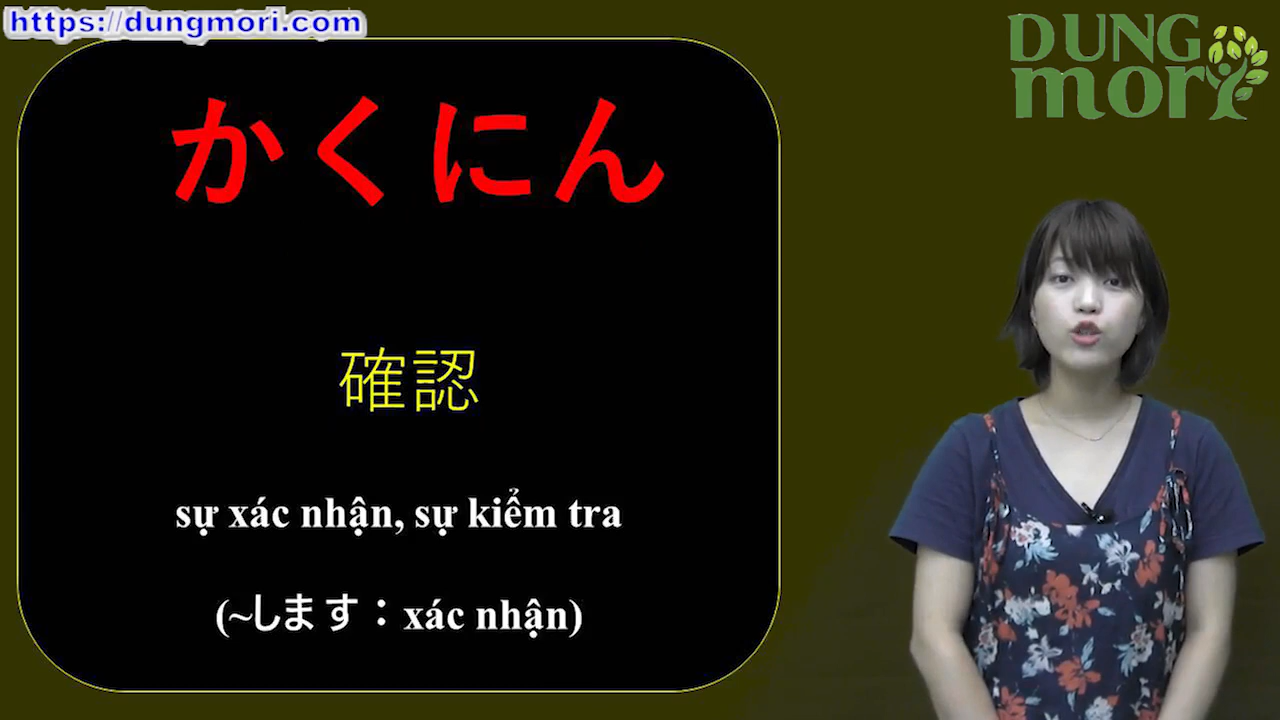 https://dungmori.com
DUNG
mori
かくにん
確認
sự xác nhận, sự kiểm tra
(~します：xác nhận)